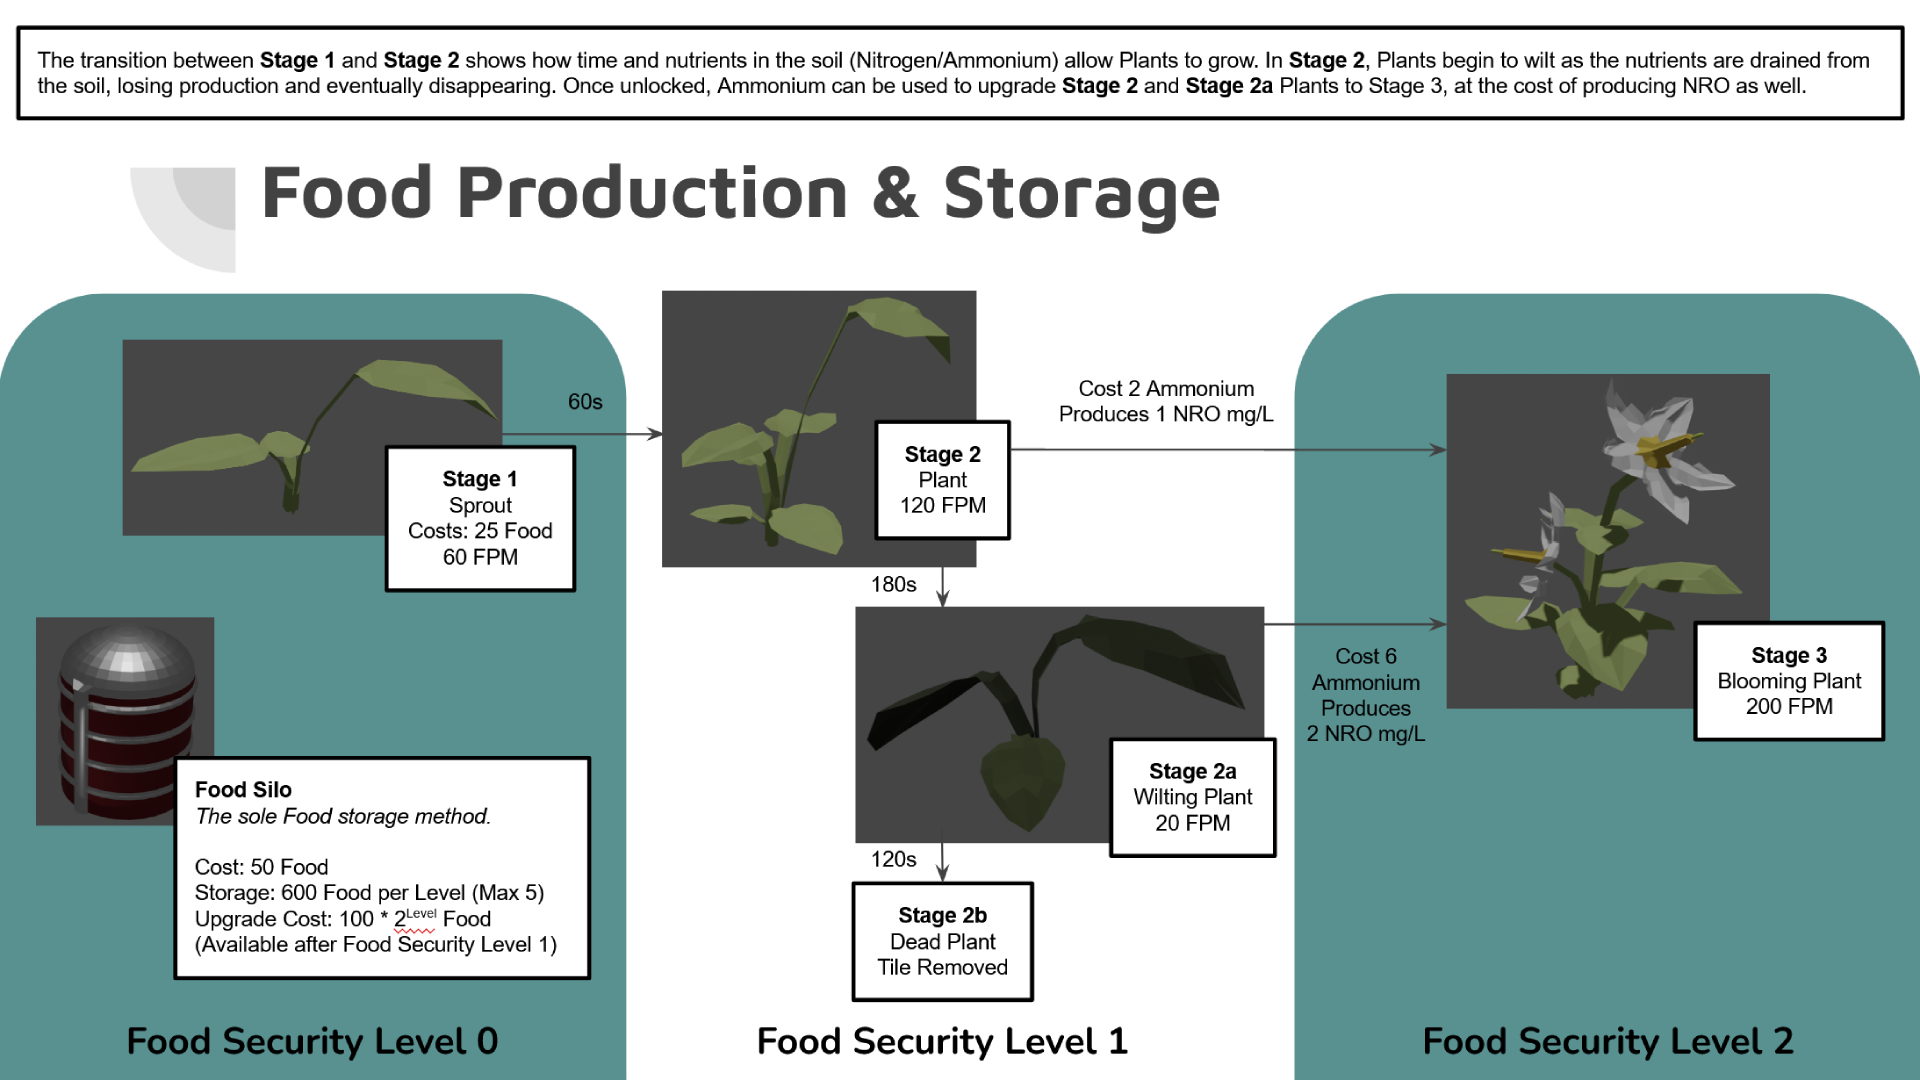 The transition between Stage 1 and Stage 2 shows how time and nutrients in the soil (Nitrogen/Ammonium) allow Plants to grow. In Stage 2, Plants begin to wilt as the nutrients are drained from
the soil, losing production and eventually disappearing. Once unlocked, Ammonium can be used to upgrade Stage 2 and Stage 2a Plants to Stage 3, at the cost of producing NRO as well.
Food Production & Storage
Stage 1
Sprout
Costs: 25 Food
60 FPM
60s
Stage 2
Plant
120 FPM
Cost 2 Ammonium
Produces 1 NRO mg/L
180s
Stage 2a
Wilting Plant
20 FPM
Cost 6
Ammonium
Produces
2 NRO mg/L
Stage 3
Blooming Plant
200 FPM
120s
Stage 2b
Dead Plant
Tile Removed
Food Silo
The sole Food storage method.
Cost: 50 Food
Storage: 600 Food per Level (Max 5)
Upgrade Cost: 100 * 2^Level Food
(Available after Food Security Level 1)
Food Security Level 0
Food Security Level 1
Food Security Level 2